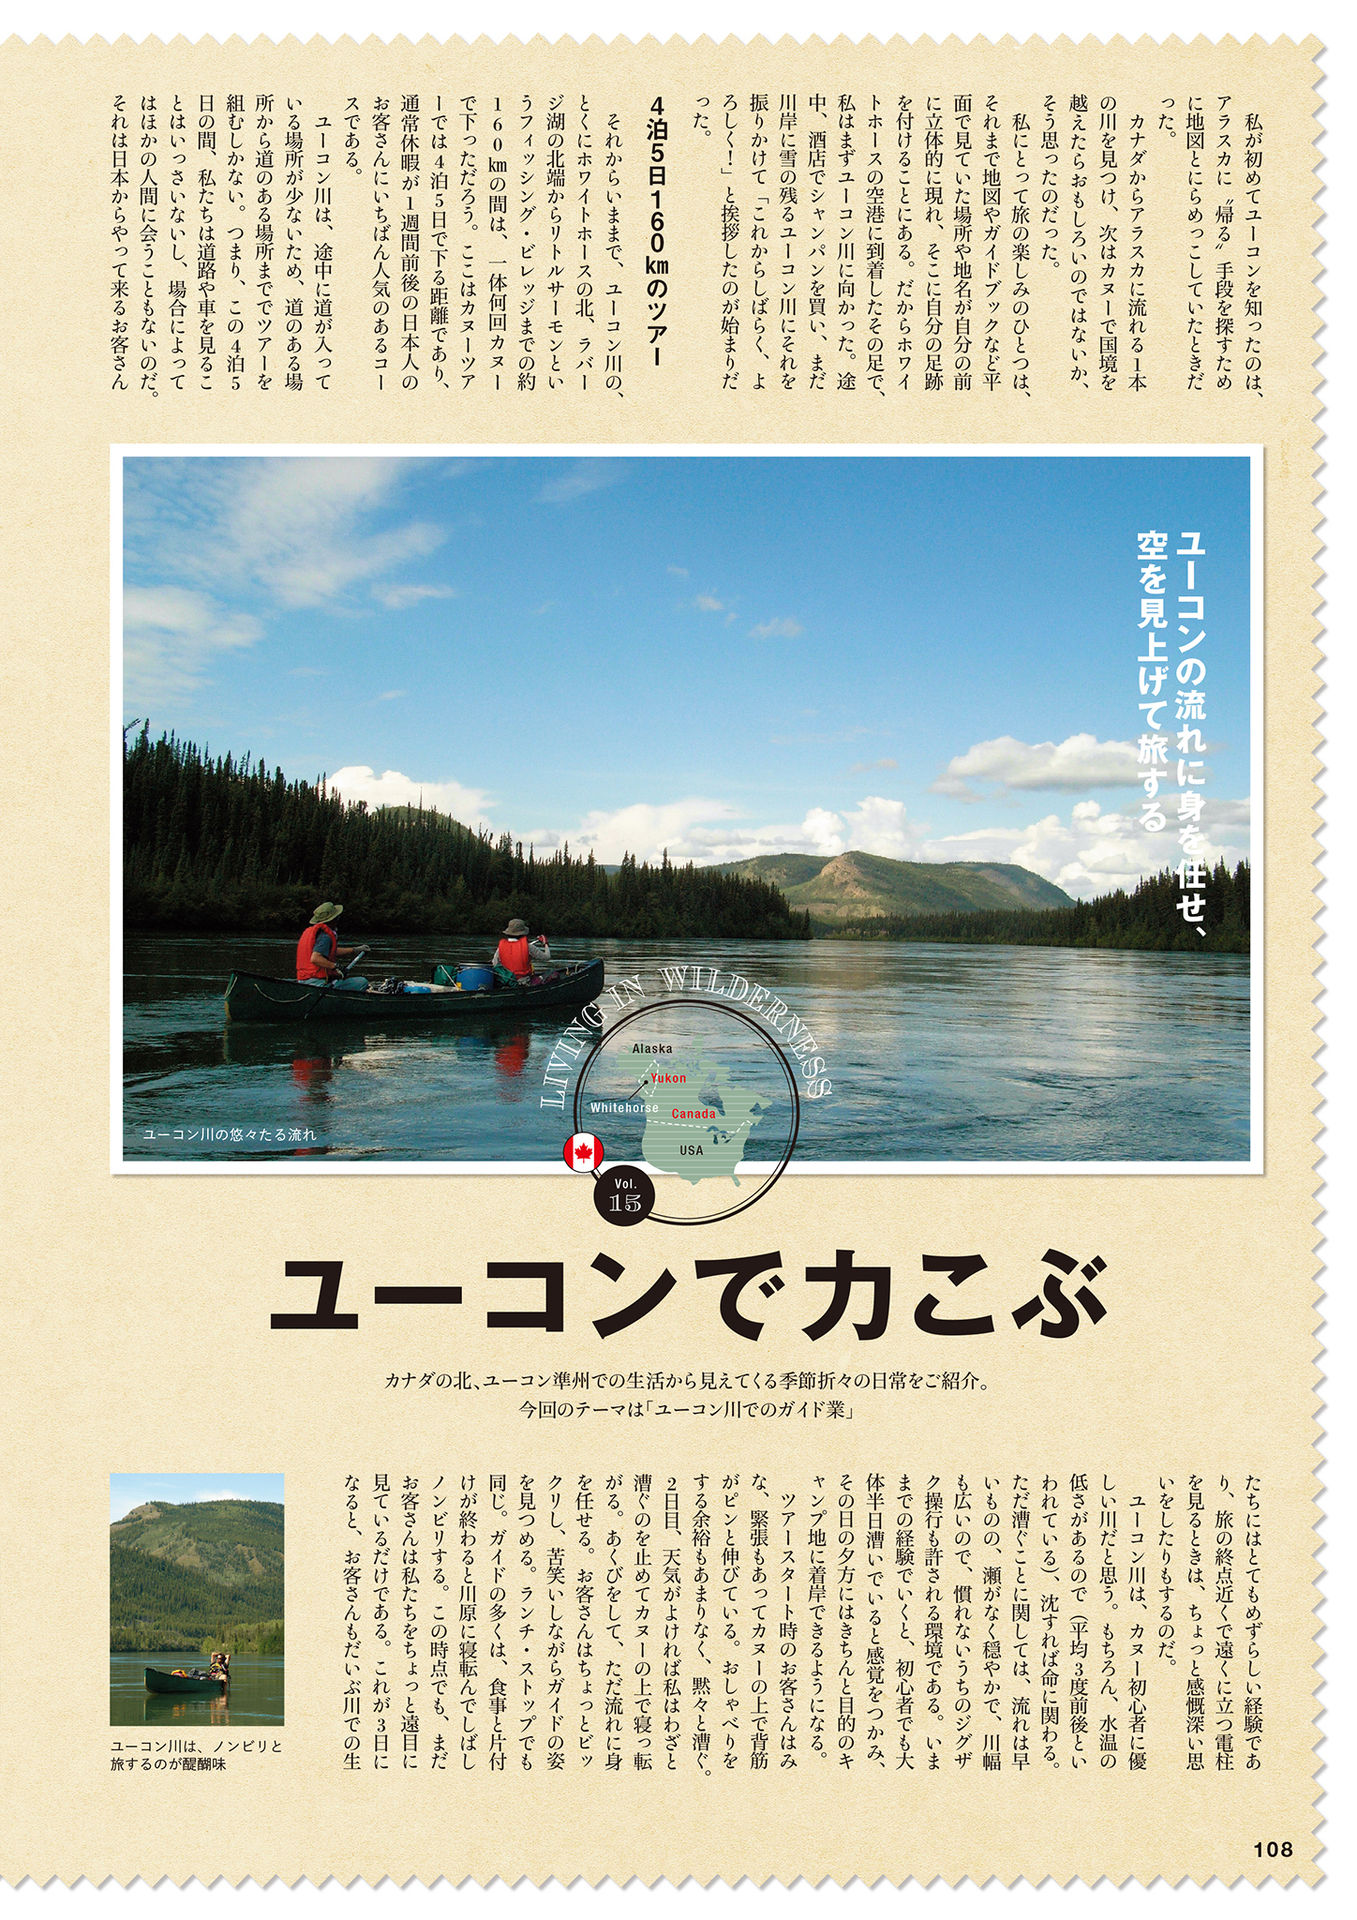 私が初めてユーコンを知ったのは、
アラスカに〝帰る〟手段を探すため
に地図とにらめっこしていたときだ
った。
カナダからアラスカに流れる1本
の川を見つけ、次はカヌーで国境を
越えたらおもしろいのではないか、
そう思ったのだった。
私にとって旅の楽しみのひとつは、
それまで地図やガイドブックなど平
面で見ていた場所や地名が自分の前
に立体的に現れ、そこに自分の足跡
を付けることにある。だからホワイ
トホースの空港に到着したその足で、
私はまずユーコン川に向かった。途
中、酒店でシャンパンを買い、まだ
川岸に雪の残るユーコン川にそれを
振りかけて「これからしばらく、よ
ろしく！」と挨拶したのが始まりだ
った。
4泊5日160㎞のツアー
それからいままで、ユーコン川の、
とくにホワイトホースの北、ラバー
ジ湖の北端からリトルサーモンとい
うフィッシング・ビレッジまでの約
160㎞の間は、一体何回カヌー
で下っただろう。ここはカヌーツア
ーでは4泊5日で下る距離であり、
通常休暇が1週間前後の日本人の
お客さんにいちばん人気のあるコー
スである。
ユーコン川は、途中に道が入って
いる場所が少ないため、道のある場
所から道のある場所まででツアーを
組むしかない。つまり、この4泊5
日の間、私たちは道路や車を見るこ
とはいっさいないし、場合によって
はほかの人間に会うこともないのだ。
それは日本からやって来るお客さん
ユーコンの流れに身を任せ、
空を見上げて旅する
ユーコン川の悠々たる流れ
LIVING IN WILDERNESS
Alaska
Yukon
Whitehorse
Canada
USA
Vol.
15
ユーコンで力こぶ
カナダの北、ユーコン準州での生活から見えてくる季節折々の日常をご紹介。
今回のテーマは「ユーコン川でのガイド業」
たちにはとてもめずらしい経験であ
り、旅の終点近くで遠くに立つ電柱
を見るときは、ちょっと感慨深い思
いをしたりもするのだ。
ユーコン川は、カヌー初心者に優
しい川だと思う。もちろん、水温の
低さがあるので（平均3度前後とい
われている）、沈すれば命に関わる。
ただ漕ぐことに関しては、流れは早
いものの、瀬がなく穏やかで、川幅
も広いので、慣れないうちのジグザ
ク操行も許される環境である。いま
までの経験でいくと、初心者でも大
体半日漕いでいると感覚をつかみ、
その日の夕方にはきちんと目的のキ
ャンプ地に着岸できるようになる。
ツアースタート時のお客さんはみ
な、緊張もあってカヌーの上で背筋
がピンと伸びている。おしゃべりを
する余裕もあまりなく、黙々と漕ぐ。
2日目、天気がよければ私はわざと
漕ぐのを止めてカヌーの上で寝っ転
がる。あくびをして、ただ流れに身
を任せる。お客さんはちょっとビッ
クリし、苦笑いしながらガイドの姿
を見つめる。ランチ・ストップでも
同じ。ガイドの多くは、食事と片付
けが終わると川原に寝転んでしばし
ノンビリする。この時点でも、まだ
お客さんは私たちをちょっと遠目に
見ているだけである。これが3日に
なると、お客さんもだいぶ川での生
ユーコン川は、ノンビリと
旅するのが醍醐味
108